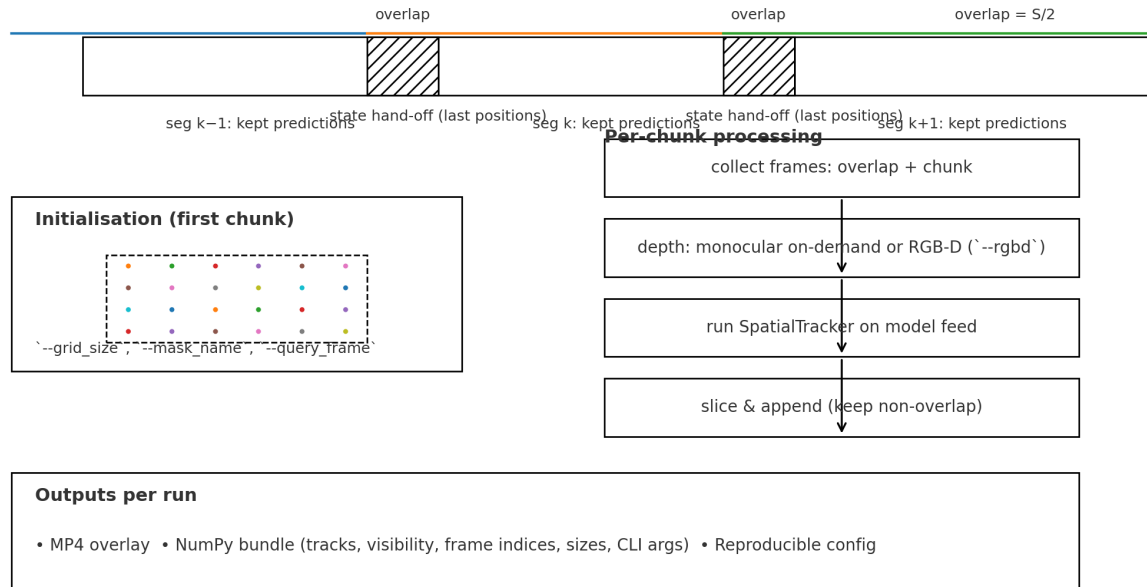 overlap
overlap
overlap = S/2
state hand-off (last positions)
state hand-off (last positions)
seg k−1: kept predictions
seg k: kept predictions
seg k+1: kept predictions
Per-chunk processing
collect frames: overlap + chunk
Initialisation (first chunk)
depth: monocular on-demand or RGB-D (`--rgbd`)
run SpatialTracker on model feed
`--grid_size`, `--mask_name`, `--query_frame`
slice & append (keep non-overlap)
Outputs per run
• MP4 overlay • NumPy bundle (tracks, visibility, frame indices, sizes, CLI args) • Reproducible config